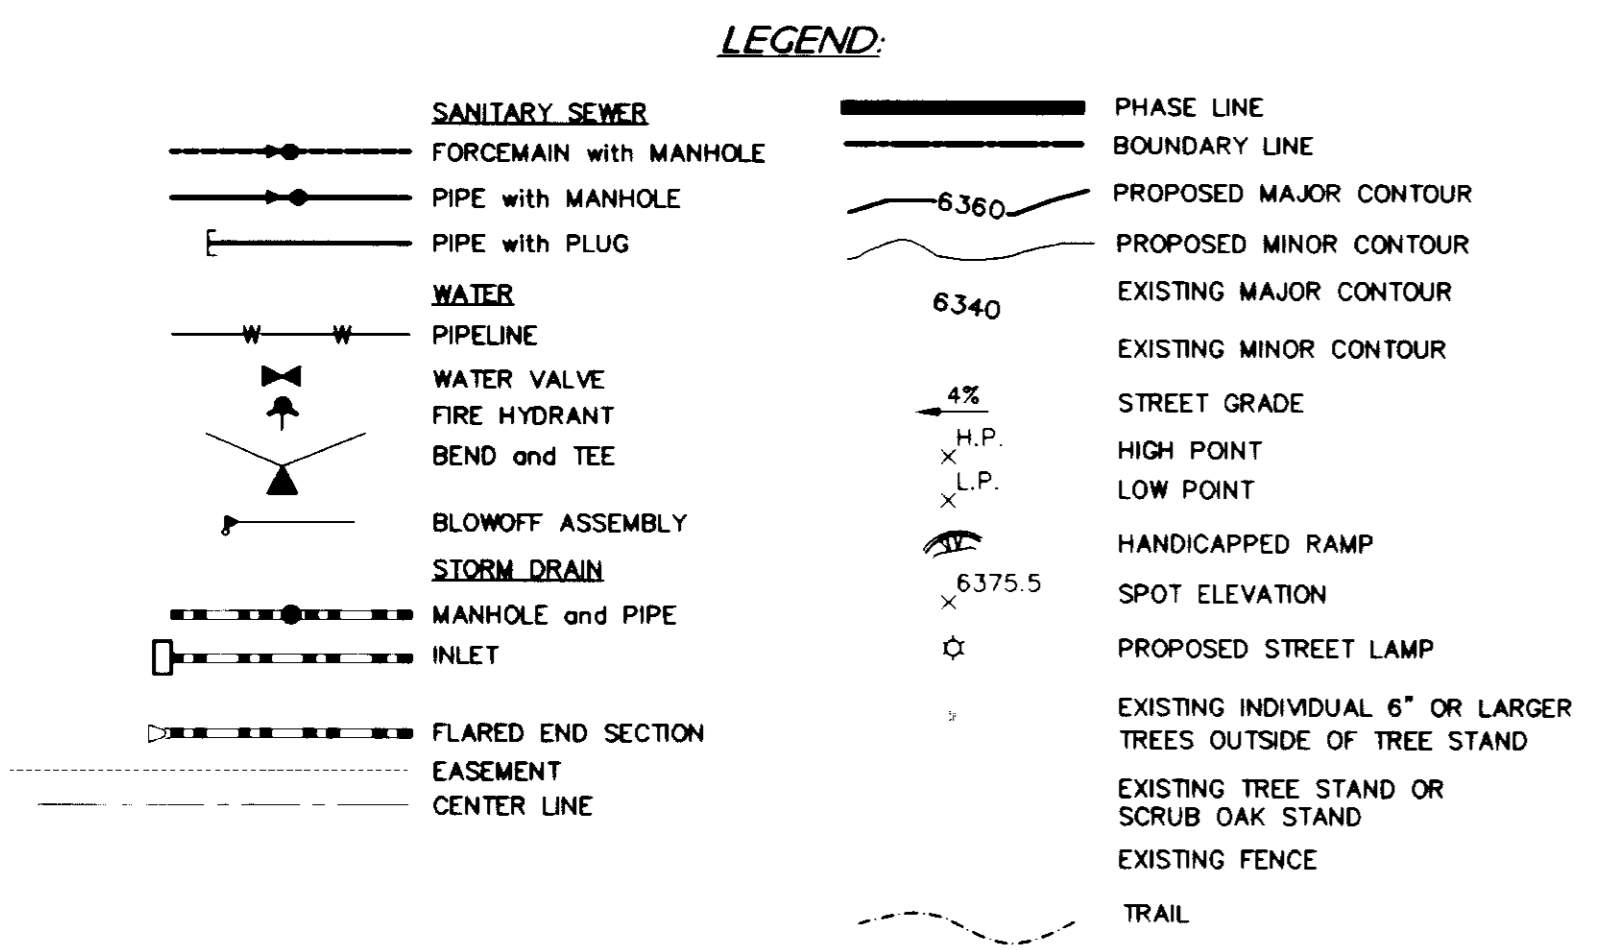 LEGEND:
SANITARY SEWER
FORCEMAIN with MANHOLE
PIPE with MANHOLE
PIPE with PLUG
WATER
W W PIPELINE
WATER VALVE
FIRE HYDRANT
BEND and TEE
BLOWOFF ASSEMBLY
STORM DRAIN
MANHOLE and PIPE
INLET
FLARED END SECTION
EASEMENT
CENTER LINE
PHASE LINE
BOUNDARY LINE
6360 PROPOSED MAJOR CONTOUR
PROPOSED MINOR CONTOUR
6340 EXISTING MAJOR CONTOUR
EXISTING MINOR CONTOUR
4% STREET GRADE
H.P. HIGH POINT
L.P. LOW POINT
HANDICAPPED RAMP
6375.5 SPOT ELEVATION
PROPOSED STREET LAMP
EXISTING INDIVIDUAL 6" OR LARGER
TREES OUTSIDE OF TREE STAND
EXISTING TREE STAND OR
SCRUB OAK STAND
EXISTING FENCE
TRAIL